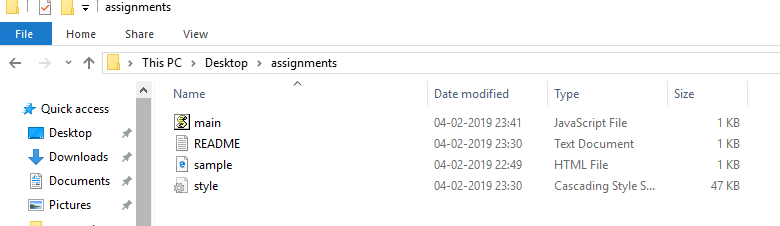 assignments
File Home Share View
This PC Desktop assignments
Name Date modified Type Size
Quick access
Desktop
Downloads
Documents
Pictures
main 04-02-2019 23:41 JavaScript File 1 KB
README 04-02-2019 23:30 Text Document 1 KB
sample 04-02-2019 22:49 HTML File 1 KB
style 04-02-2019 23:30 Cascading Style S... 47 KB